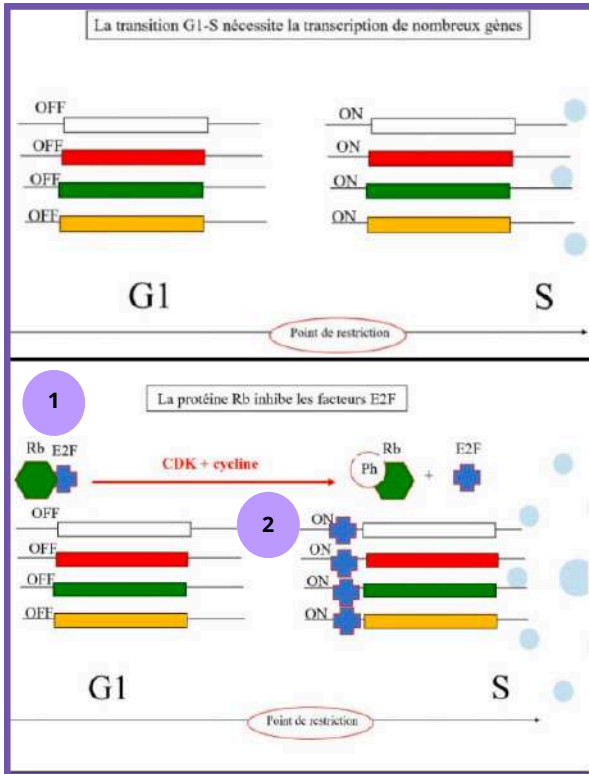 La transition G1-S nécessite la transcription de nombreux gènes
OFF
OFF
OFF
OFF
ON
ON
ON
ON
G1
S
Point de restriction
1
La protéine Rb inhibe les facteurs E2F
Rb E2F
CDK + cycline
Ph
Rb
+
E2F
2
OFF
OFF
OFF
OFF
ON
ON
ON
ON
G1
S
Point de restriction